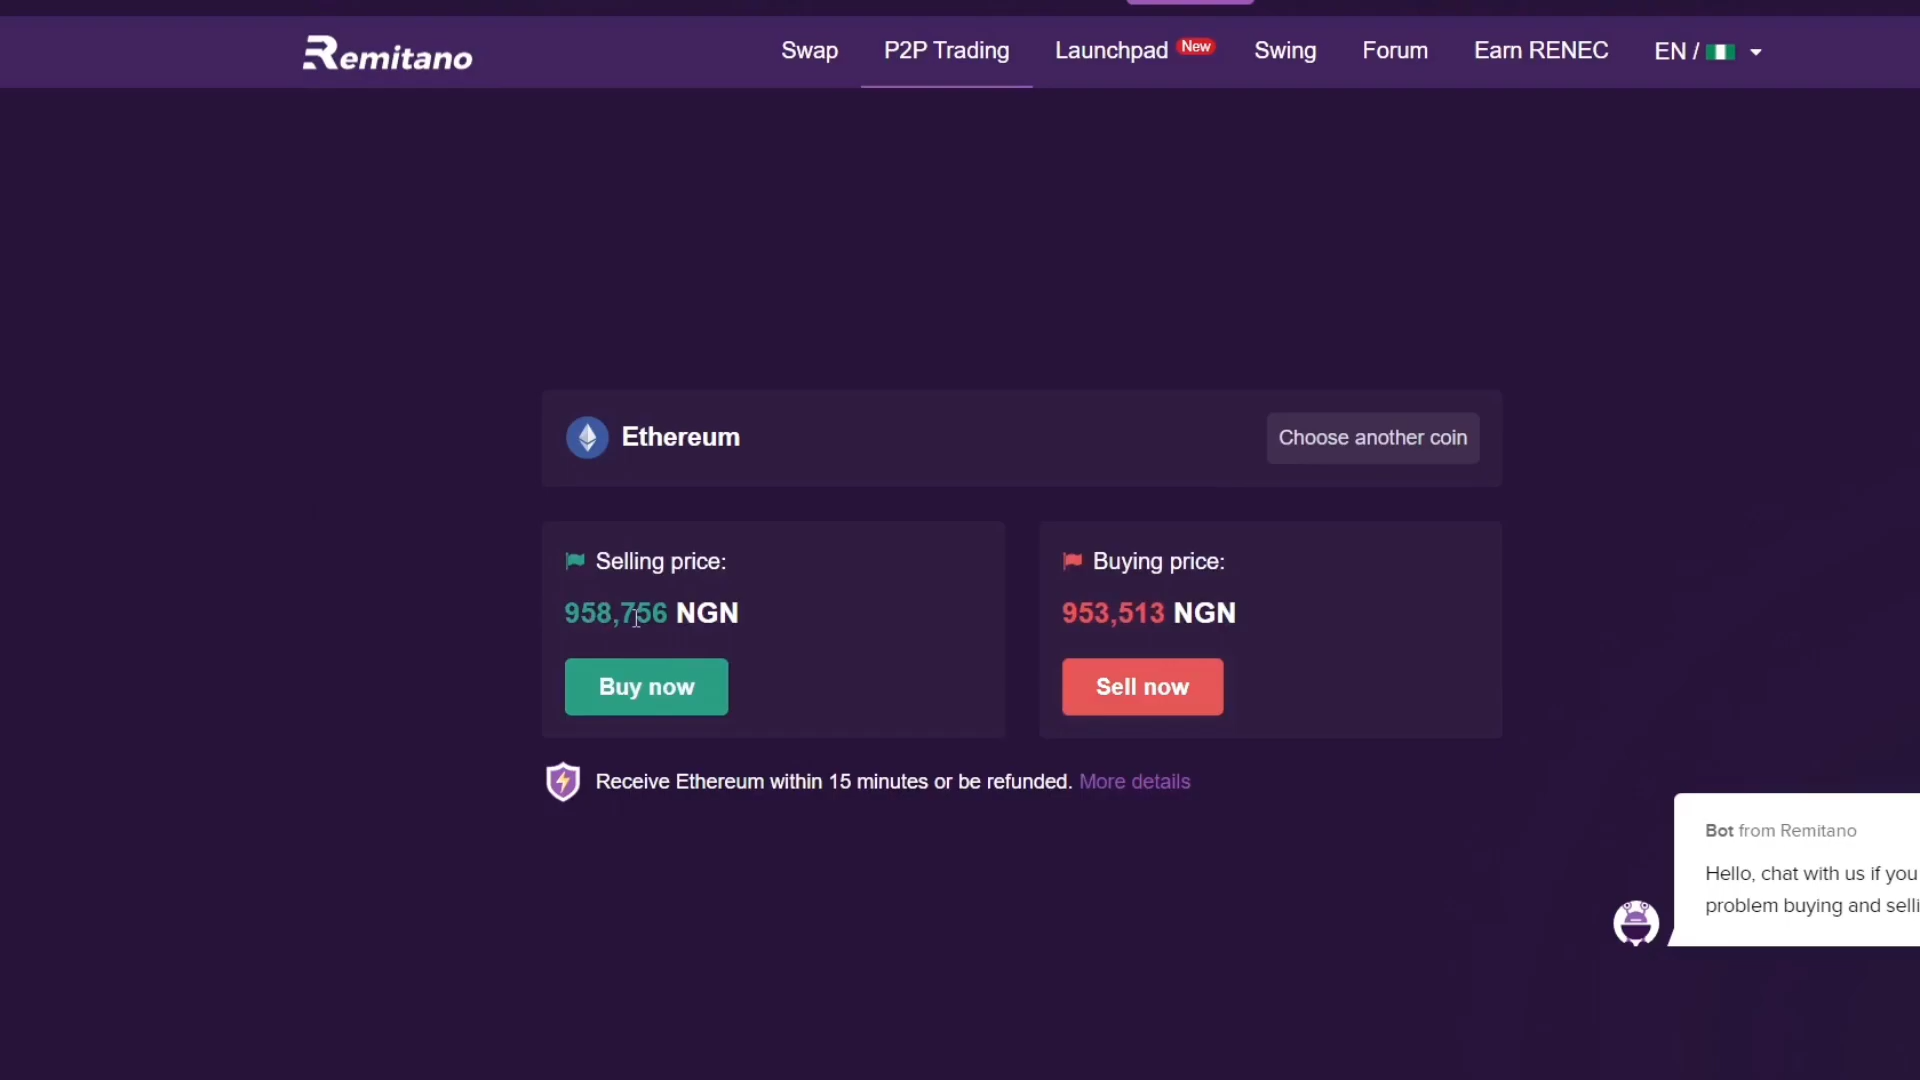 Remitano
Swap
P2P Trading
Launchpad New
Swing
Forum
Earn RENEC
EN /
Ethereum
Choose another coin
Selling price:
958,756 NGN
Buy now
Buying price:
953,513 NGN
Sell now
Receive Ethereum within 15 minutes or be refunded. More details
Bot from Remitano
Hello, chat with us if you
problem buying and selli